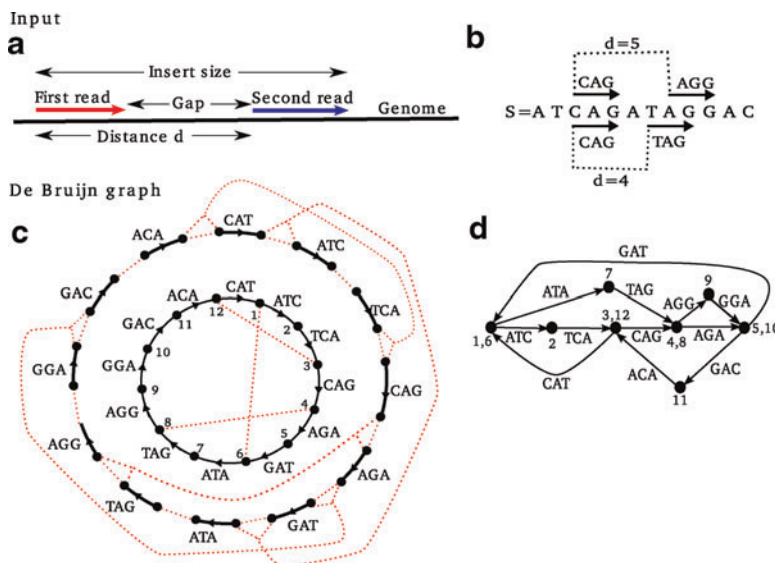 Input
a
Insert size
First read
Gap
Second read
Genome
Distance d
b
d=5
CAG
AGG
S=A T C A G A T A G G A C
CAG
TAG
d=4
De Bruijn graph
c
CAT
ATC
TCA
CAG
AGA
GAT
ATA
TAG
AGG
GGA
GAC
ACA
CAT
ATC
TCA
CAG
AGA
GAT
ATA
TAG
AGG
GGA
GAC
ACA
1
2
3
4
5
6
7
8
9
10
11
12
d
GAT
7
9
ATA
TAG
AGG
GGA
3,12
1,6
ATC
2
TCA
CAG
4,8
AGA
5,10
CAT
ACA
GAC
11